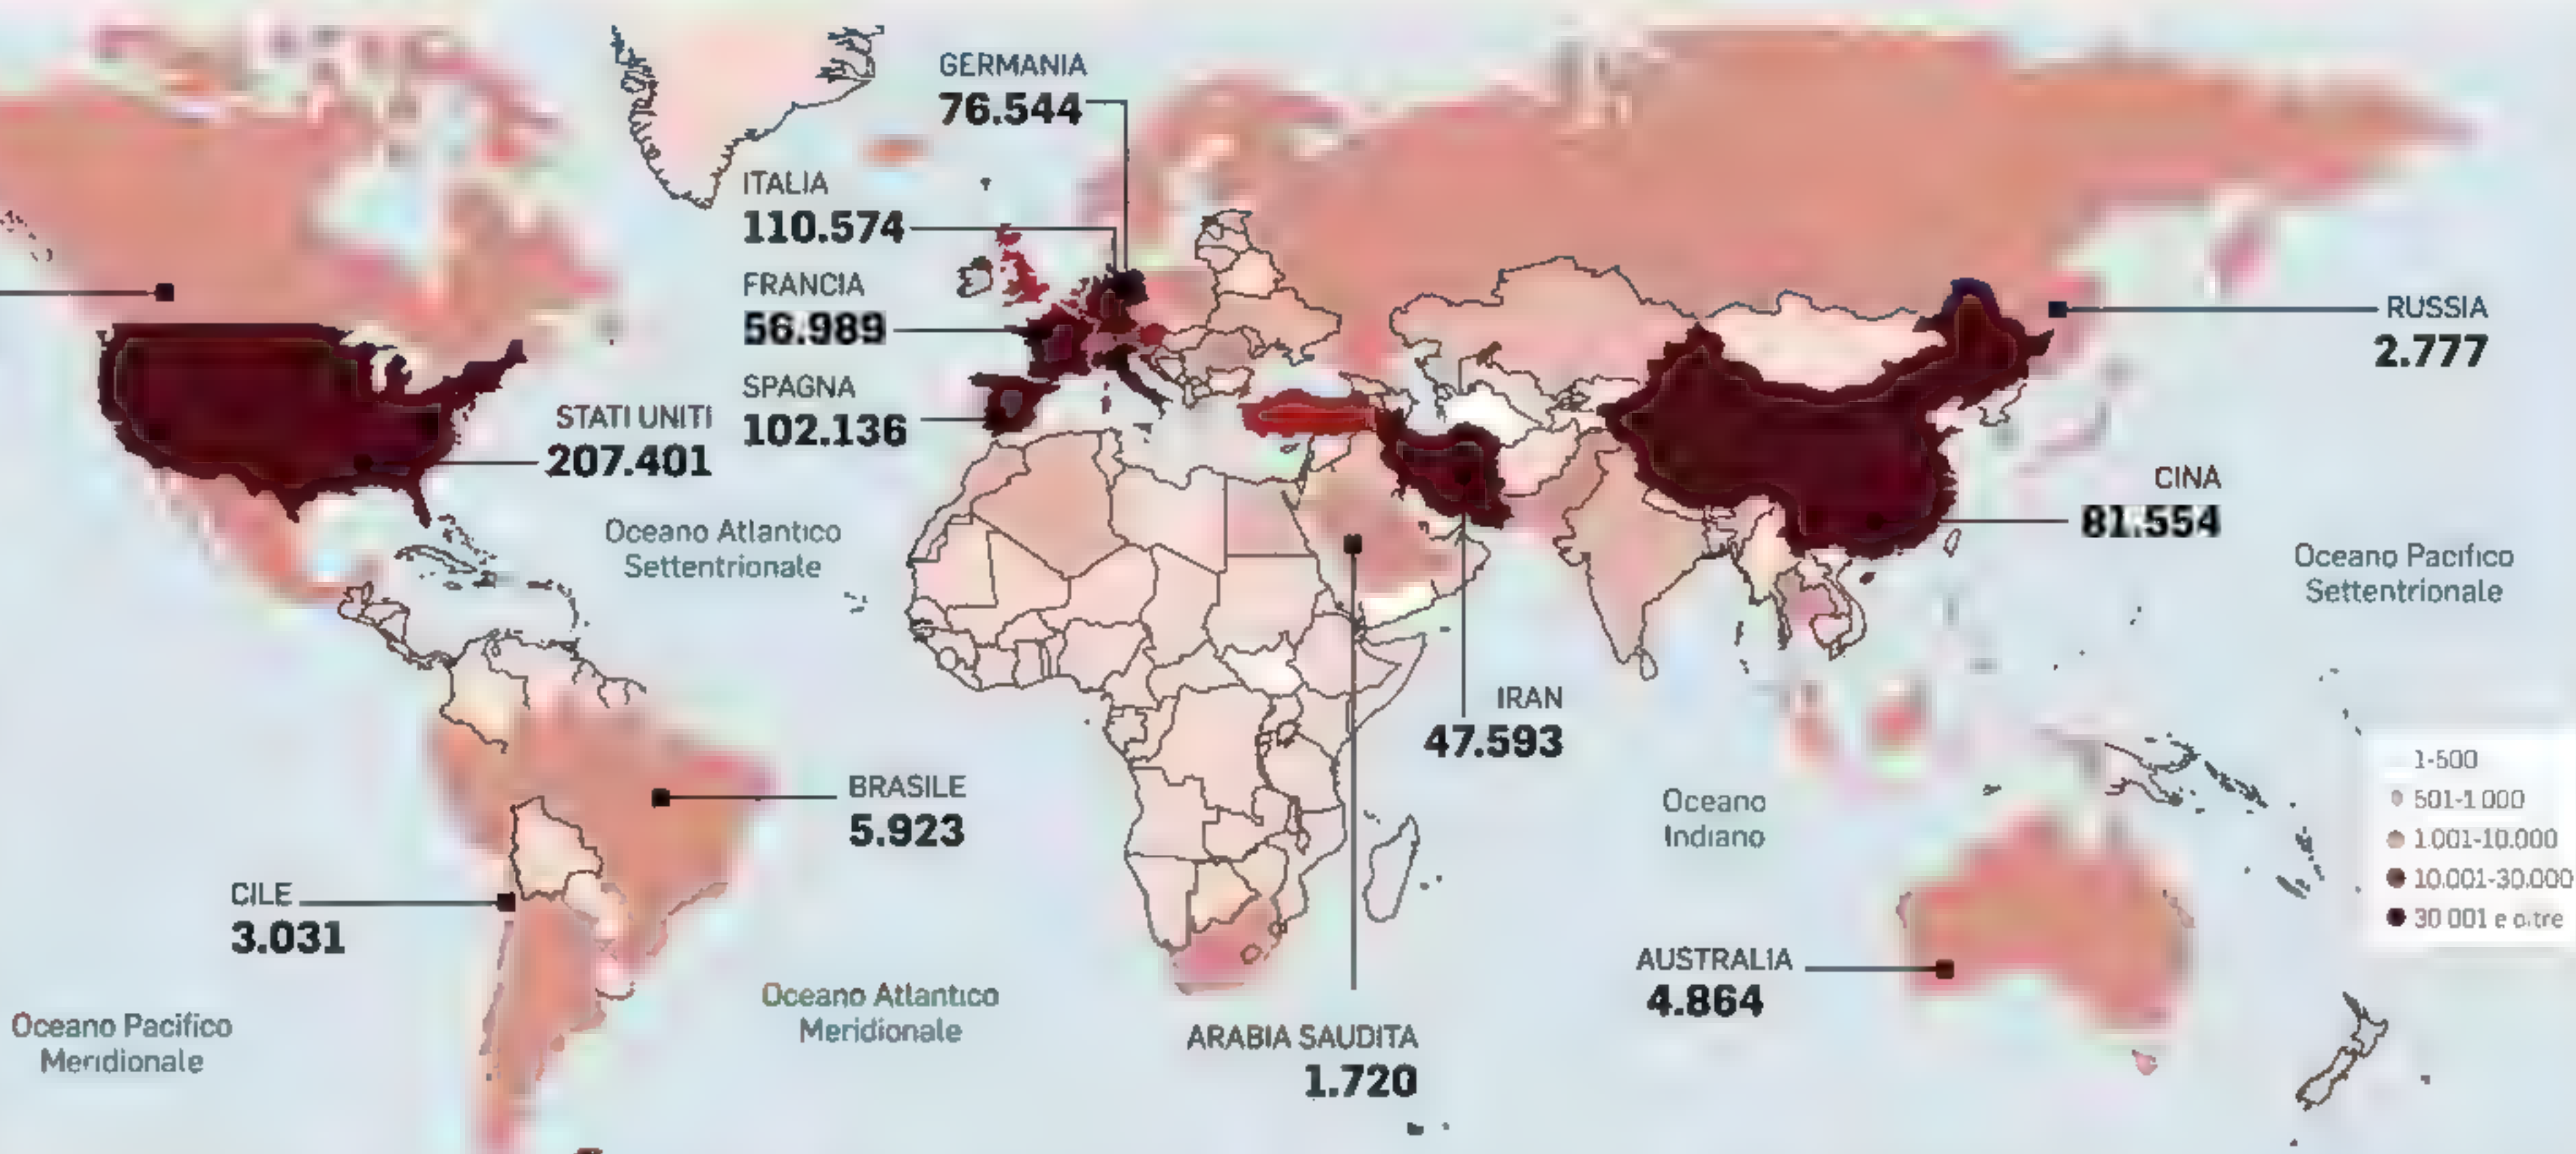 GERMANIA
76.544
ITALIA
110.574
FRANCIA
56.989
SPAGNA
102.136
STATI UNITI
207.401
RUSSIA
2.777
CINA
81.554
Oceano Atlantico
Settentrionale
Oceano Pacifico
Settentrionale
IRAN
47.593
BRASILE
5.923
Oceano
Indiano
CILE
3.031
AUSTRALIA
4.864
Oceano Atlantico
Meridionale
Oceano Pacifico
Meridionale
ARABIA SAUDITA
1.720
1-500
501-1.000
1.001-10.000
10.001-30.000
30.001 e oltre